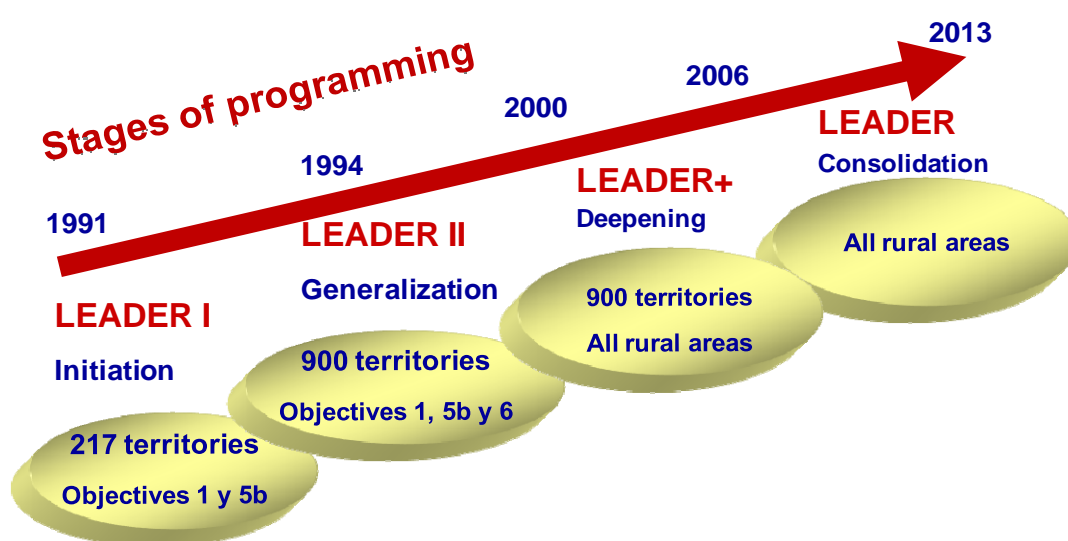 Stages of programming
1991
1994
2000
2006
2013
LEADER I
Initiation
217 territories
Objectives 1 y 5b
LEADER II
Generalization
900 territories
Objectives 1, 5b y 6
LEADER+
Deepening
900 territories
All rural areas
LEADER
Consolidation
All rural areas